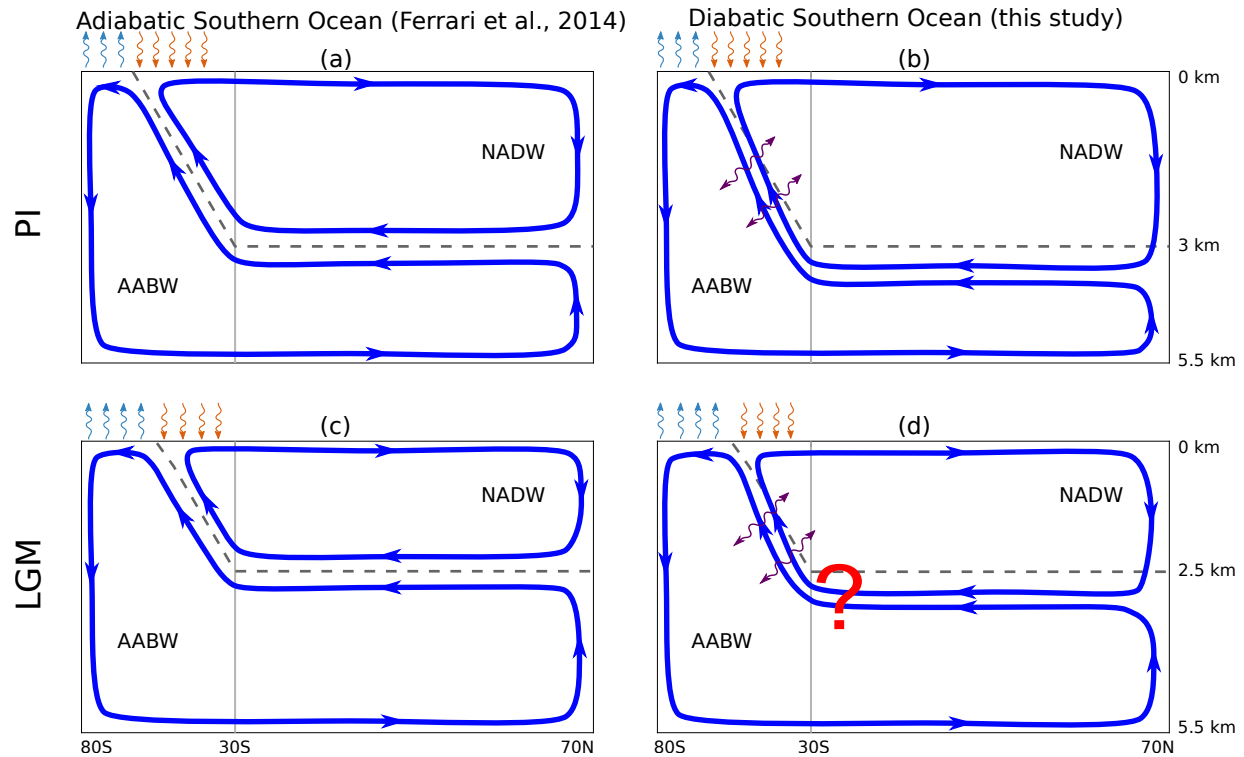 Adiabatic Southern Ocean (Ferrari et al., 2014)
Diabatic Southern Ocean (this study)
(a)
(b)
0 km
NADW
NADW
PI
3 km
AABW
AABW
5.5 km
(c)
(d)
0 km
NADW
NADW
LGM
2.5 km
?
AABW
AABW
5.5 km
80S
30S
70N
80S
30S
70N